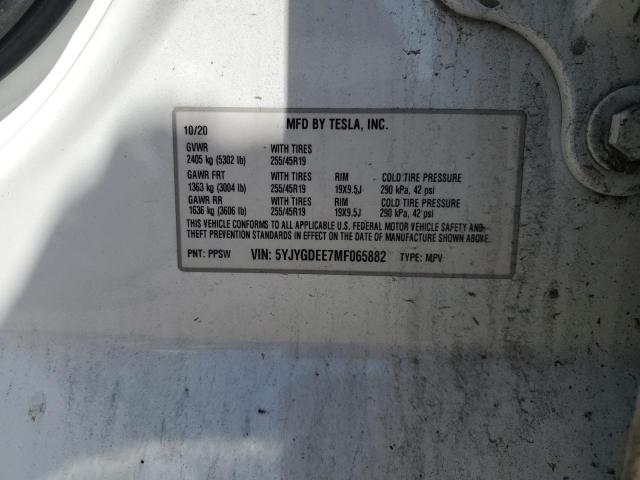 10/20 MFD BY TESLA, INC.
GVWR WITH TIRES
2405 kg (5302 lb) 255/45R19
GAWR FRT WITH TIRES RIM COLD TIRE PRESSURE
1363 kg (3004 lb) 255/45R19 19X9.5J 290 kPa, 42 psi
GAWR RR WITH TIRES RIM COLD TIRE PRESSURE
1636 kg (3606 lb) 255/45R19 19X9.5J 290 kPa, 42 psi
THIS VEHICLE CONFORMS TO ALL APPLICABLE U.S. FEDERAL MOTOR VEHICLE SAFETY AND
THEFT PREVENTION STANDARDS IN EFFECT ON THE DATE OF MANUFACTURE SHOWN ABOVE.
PNT: PPSW VIN: 5YJYGDEE7MF065882 TYPE: MPV